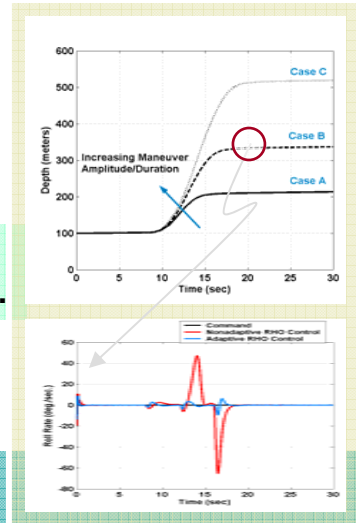 600
500
400
300
200
100
0
Depth (meters)
Case C
Case B
Case A
Increasing Maneuver
Amplitude/Duration
0 5 10 15 20 25 30
Time (sec)
.
Command
Nonadaptive RHO Control
Adaptive RHO Control
60
40
20
0
-20
-40
-60
-80
Roll Rate (deg./sec.)
0 5 10 15 20 25 30
Time (sec)